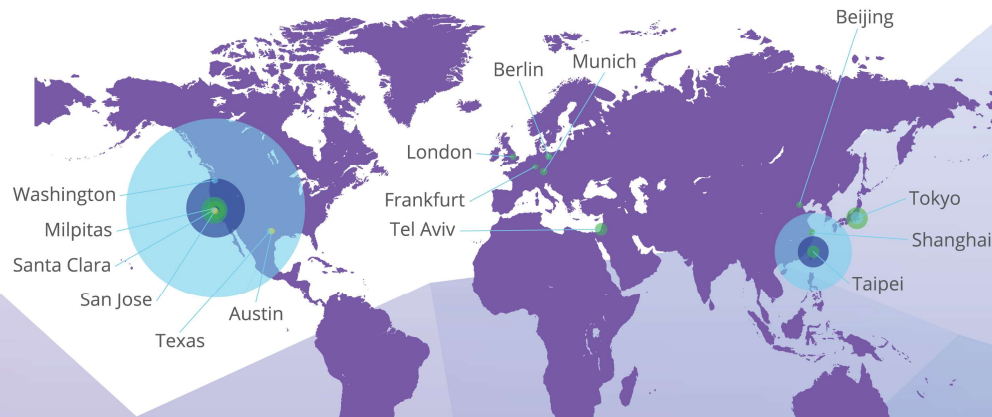 Beijing
Munich
Berlin
London
Washington
Frankfurt
Tokyo
Milpitas
Tel Aviv
Shanghai
Santa Clara
Taipei
San Jose
Austin
Texas